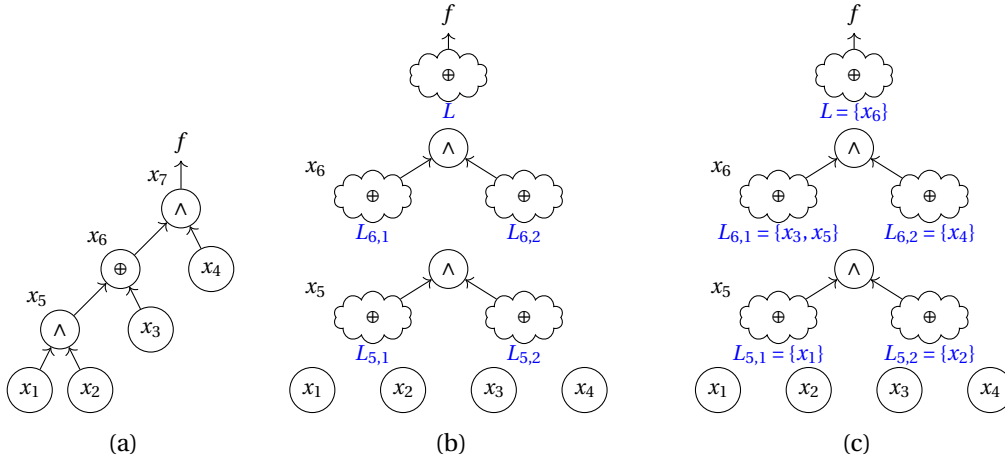 f
x₇
∧
x₆
⊕
x₄
x₅
∧
x₃
x₁ x₂
(a)
f
⊕
L
∧
x₆
⊕ ⊕
L₆,₁ L₆,₂
∧
x₅
⊕ ⊕
L₅,₁ L₅,₂
x₁ x₂ x₃ x₄
(b)
f
⊕
L = {x₆}
∧
x₆
⊕ ⊕
L₆,₁ = {x₃, x₅} L₆,₂ = {x₄}
∧
x₅
⊕ ⊕
L₅,₁ = {x₁} L₅,₂ = {x₂}
x₁ x₂ x₃ x₄
(c)